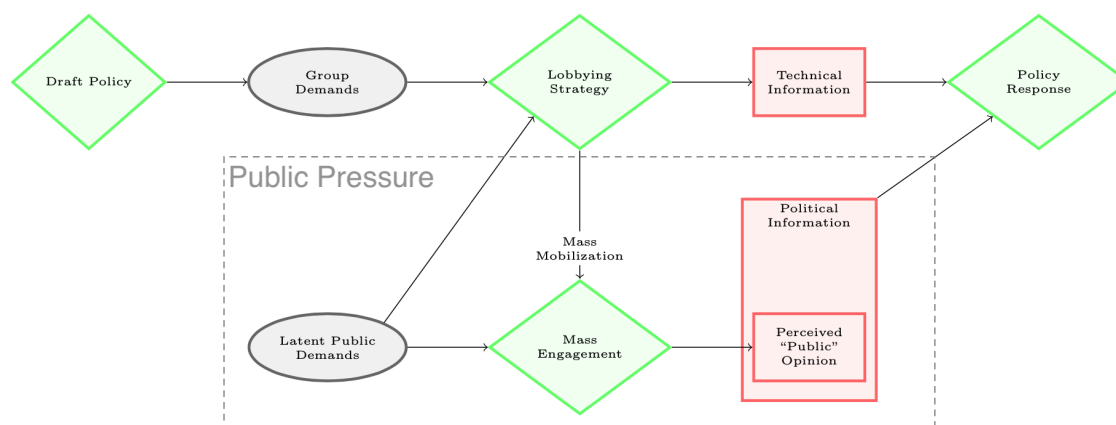 Draft Policy
Group
Demands
Lobbying
Strategy
Technical
Information
Policy
Response
Public Pressure
Political
Information
Mass
Mobilization
Latent Public
Demands
Mass
Engagement
Perceived
“Public”
Opinion